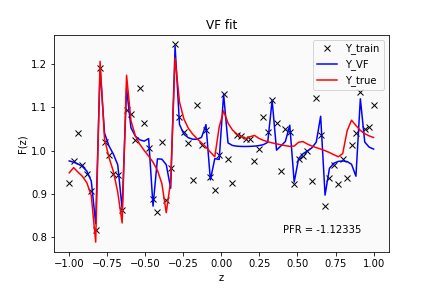 VF fit
Y_train
Y_VF
Y_true
F(z)
1.2
1.1
1.0
0.9
0.8
PFR = -1.12335
−1.00 −0.75 −0.50 −0.25 0.00 0.25 0.50 0.75 1.00
z